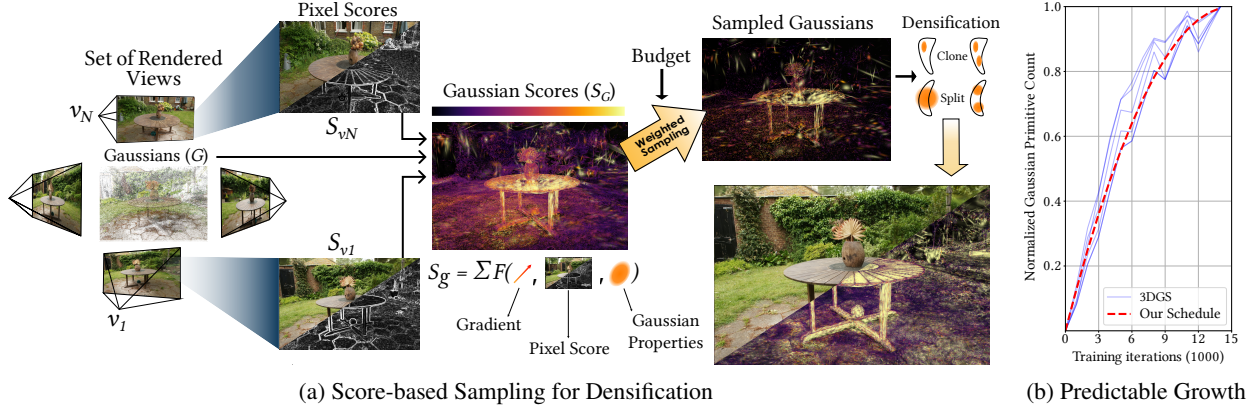 Pixel Scores
Set of Rendered
Views
v_N
S_vN
Gaussians (G)
S_v1
v_1
Gaussian Scores (S_G)
S_g = Σ F( , , )
Gradient
Pixel Score
Gaussian
Properties
Budget
Weighted
Sampling
Sampled Gaussians
Densification
Clone
Split
(a) Score-based Sampling for Densification
Normalized Gaussian Primitive Count
1.0
0.8
0.6
0.4
0.2
3DGS
Our Schedule
0 3 6 9 12 15
Training iterations (1000)
(b) Predictable Growth